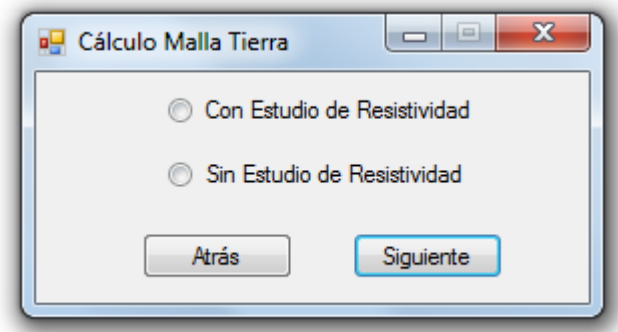 Cálculo Malla Tierra
Con Estudio de Resistividad
Sin Estudio de Resistividad
Atrás Siguiente